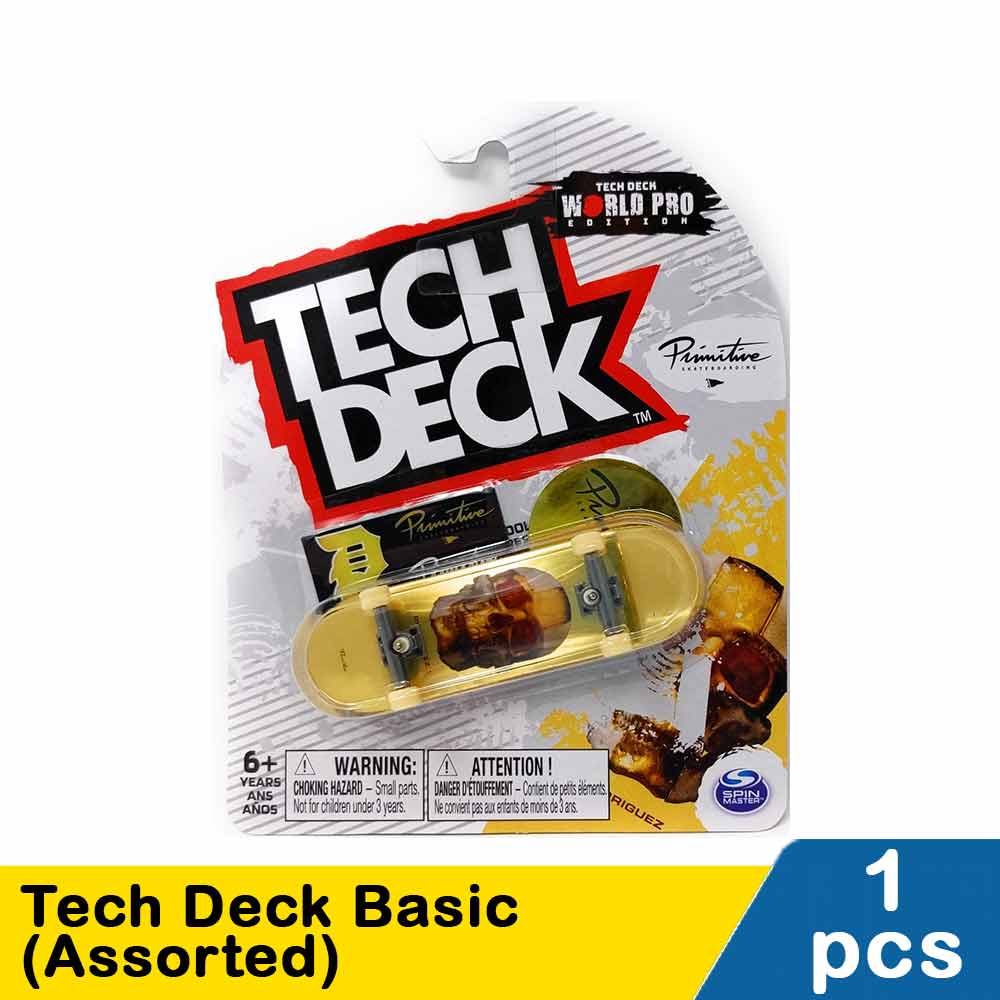 TECH DECK
WORLD PRO
EDITION
TECH
DECK
TM
Primitive
SKATEBOARDING
Primitive
6+
YEARS
ANS
AÑOS
WARNING:
CHOKING HAZARD – Small parts.
Not for children under 3 years.
ATTENTION !
DANGER D'ÉTOUFFEMENT – Contient de petits éléments.
Ne convient pas aux enfants de moins de 3 ans.
RIGUEZ
SPIN
MASTER
Tech Deck Basic
(Assorted)
1
pcs